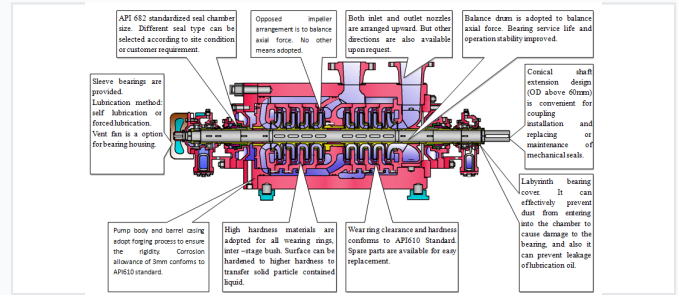 API 682 standardized seal chamber
size. Different seal type can be
selected according to site condition
or customer requirement.
Opposed impeller
arrangement is to balance
axial force. No other
means adopted.
Both inlet and outlet nozzles
are arranged upward. But other
directions are also available
upon request.
Balance drum is adopted to balance
axial force. Bearing service life and
operation stability improved.
Sleeve bearings are
provided.
Lubrication method:
self lubrication or
forced lubrication.
Vent fan is a option
for bearing housing.
Conical shaft
extension design
(OD above 60mm)
is convenient for
coupling
installation and
replacing or
maintenance of
mechanical seals.
Labyrinth bearing
cover. It can
effectively prevent
dust from entering
into the chamber to
cause damage to the
bearing, and also it
can prevent leakage
of lubrication oil.
Pump body and barrel casing
adopt forging process to ensure
the rigidity. Corrosion
allowance of 3mm conforms to
API610 standard.
High hardness materials are
adopted for all wearing rings,
inter –stage bush. Surface can be
hardened to higher hardness to
transfer solid particle contained
liquid.
Wear ring clearance and hardness
conforms to API610 Standard.
Spare parts are available for easy
replacement.